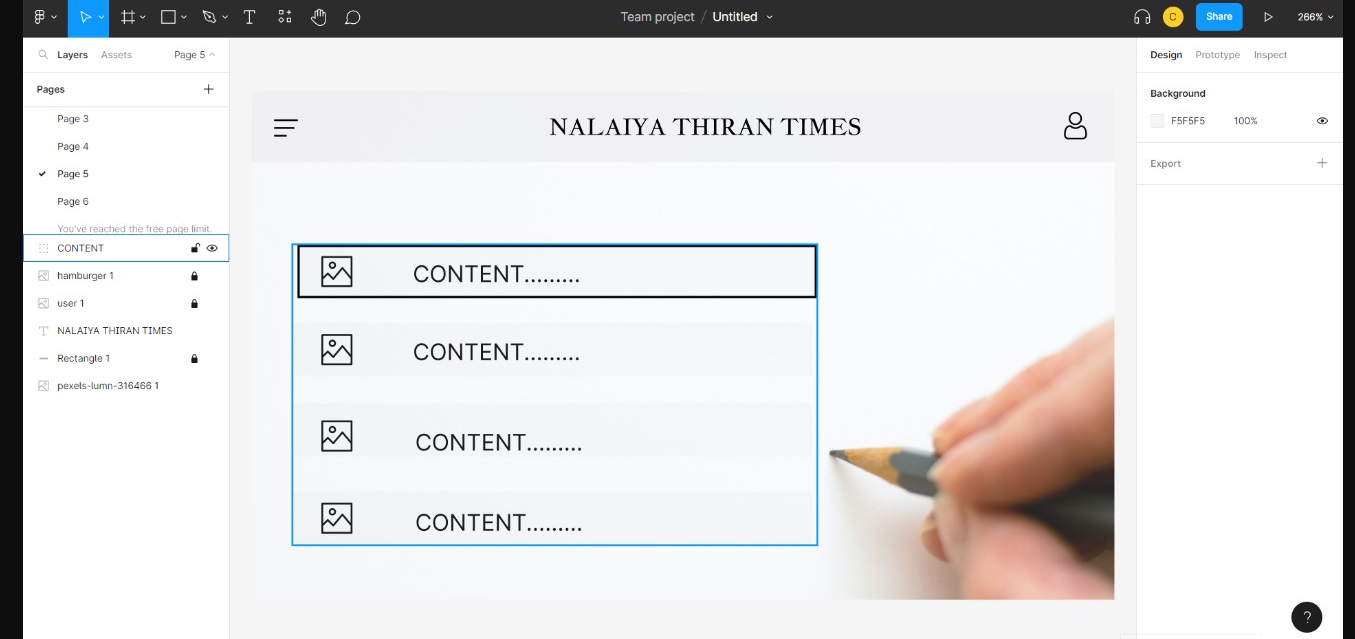 Team project / Untitled
C
Share
266%
Layers
Assets
Page 5
Pages
Page 3
Page 4
Page 5
Page 6
You've reached the free page limit.
CONTENT
hamburger 1
user 1
NALAIYA THIRAN TIMES
Rectangle 1
pexels-lumn-316466 1
NALAIYA THIRAN TIMES
CONTENT.........
CONTENT.........
CONTENT.........
CONTENT.........
Design
Prototype
Inspect
Background
F5F5F5
100%
Export
?